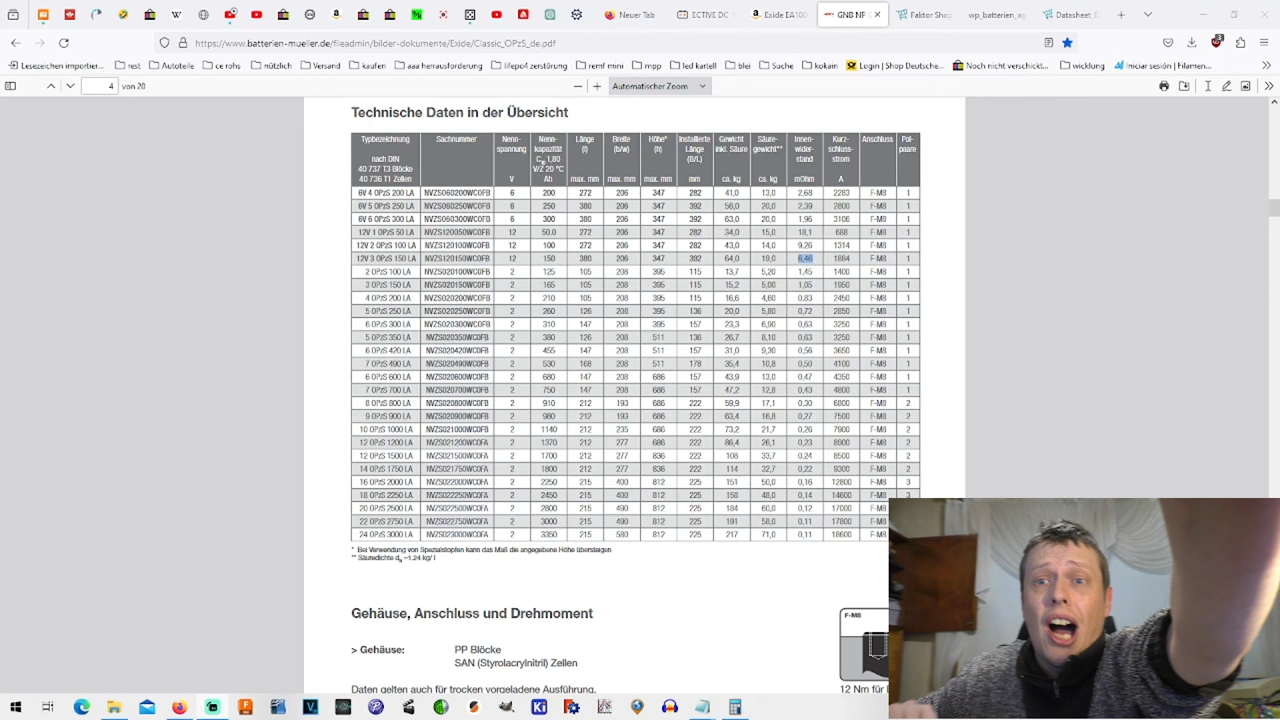 Neuer Tab
ECTIVE DC
Exide EA100
GNB NP
Faktor Shop
wp_batterien_ag
Datasheet_E
https://www.batterien-mueller.de/fileadmin/bilder-dokumente/Exide/Classic_OPzS_de.pdf
Lesezeichen importier...
rest
Autoteile
ce rohs
nützlich
Versand
kaufen
aaa herausforderung
lifepo4 zerstörung
remf mini
mpp
led kartell
blei
Suche
kokain
Login | Shop Deutsche...
Noch nicht verschickt...
wicklung
Iniciar sesión | Filamen...
4 von 20
Automatischer Zoom
Technische Daten in der Übersicht
Typbezeichnung nach DIN 40 737 T3 Blöcke 40 736 T1 Zellen
Sachnummer
Nenn-spannung V
Nenn-kapazität C10 1,80 V/Z 20 °C Ah
Länge (l) max. mm
Breite (b/w) max. mm
Höhe* (h) max. mm
Installierte Länge (B/L) mm
Gewicht inkl. Säure ca. kg
Säure-gewicht** ca. kg
Innen-wider-stand mOhm
Kurz-schluss-strom A
Anschluss
Pol-paare
6V 4 OPzS 200 LA NVZS060200WC0FB 6 200 272 206 347 282 41,0 13,0 2,68 2283 F-M8 1
6V 5 OPzS 250 LA NVZS060250WC0FB 6 250 380 206 347 392 56,0 20,0 2,39 2800 F-M8 1
6V 6 OPzS 300 LA NVZS060300WC0FB 6 300 380 206 347 392 63,0 20,0 1,96 3106 F-M8 1
12V 1 OPzS 50 LA NVZS120050WC0FB 12 50.0 272 206 347 282 34,0 15,0 18,1 688 F-M8 1
12V 2 OPzS 100 LA NVZS120100WC0FB 12 100 272 206 347 282 43,0 14,0 9,26 1314 F-M8 1
12V 3 OPzS 150 LA NVZS120150WC0FB 12 150 380 206 347 392 64,0 19,0 6,46 1884 F-M8 1
2 OPzS 100 LA NVZS020100WC0FB 2 125 105 208 395 115 13,7 5,20 1,45 1400 F-M8 1
3 OPzS 150 LA NVZS020150WC0FB 2 165 105 208 395 115 15,2 5,00 1,05 1950 F-M8 1
4 OPzS 200 LA NVZS020200WC0FB 2 210 105 208 395 115 16,6 4,60 0,83 2450 F-M8 1
5 OPzS 250 LA NVZS020250WC0FB 2 260 126 208 395 136 20,0 5,80 0,72 2850 F-M8 1
6 OPzS 300 LA NVZS020300WC0FB 2 310 147 208 395 157 23,3 6,90 0,63 3250 F-M8 1
5 OPzS 350 LA NVZS020350WC0FB 2 380 126 208 511 136 26,7 8,10 0,63 3250 F-M8 1
6 OPzS 420 LA NVZS020420WC0FB 2 455 147 208 511 157 31,0 9,30 0,56 3650 F-M8 1
7 OPzS 490 LA NVZS020490WC0FB 2 530 168 208 511 178 35,4 10,8 0,50 4100 F-M8 1
6 OPzS 600 LA NVZS020600WC0FB 2 680 147 208 686 157 43,9 13,0 0,47 4350 F-M8 1
7 OPzS 700 LA NVZS020700WC0FB 2 750 147 208 686 157 47,2 12,8 0,43 4800 F-M8 1
8 OPzS 800 LA NVZS020800WC0FB 2 910 212 193 686 222 59,9 17,1 0,30 6800 F-M8 2
9 OPzS 900 LA NVZS020900WC0FB 2 980 212 193 686 222 63,4 16,8 0,27 7500 F-M8 2
10 OPzS 1000 LA NVZS021000WC0FB 2 1140 212 235 686 222 73,2 21,7 0,26 7900 F-M8 2
12 OPzS 1200 LA NVZS021200WC0FA 2 1370 212 277 686 222 86,4 26,1 0,23 8900 F-M8 2
12 OPzS 1500 LA NVZS021500WC0FA 2 1700 212 277 836 222 108 33,7 0,24 8500 F-M8 2
14 OPzS 1750 LA NVZS021750WC0FA 2 1800 212 277 836 222 114 32,7 0,22 9300 F-M8 2
16 OPzS 2000 LA NVZS022000WC0FA 2 2250 215 400 812 225 151 50,0 0,16 12800 F-M8 3
18 OPzS 2250 LA NVZS022250WC0FA 2 2450 215 400 812 225 158 48,0 0,14 14600 F-M8 3
20 OPzS 2500 LA NVZS022500WC0FA 2 2800 215 490 812 225 184 60,0 0,12 17000 F-M8
22 OPzS 2750 LA NVZS022750WC0FA 2 3000 215 490 812 225 191 58,0 0,11 17800 F-M8
24 OPzS 3000 LA NVZS023000WC0FA 2 3350 215 580 812 225 217 71,0 0,11 18600 F-M8
* Bei Verwendung von Spezialstopfen kann das Maß die angegebene Höhe übersteigen
** Säuredichte dN =1.24 kg/l
Gehäuse, Anschluss und Drehmoment
F-M8
> Gehäuse: PP Blöcke
SAN (Styrolacrylnitril) Zellen
Daten gelten auch für trocken vorgeladene Ausführung.
12 Nm für